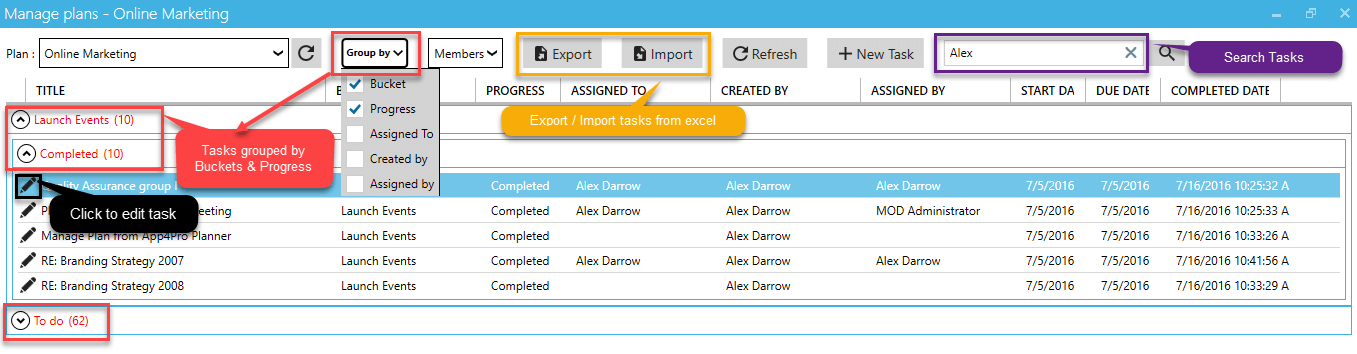 Manage plans - Online Marketing
Plan : Online Marketing Group by Members Export Import Refresh New Task Alex Search Tasks
Bucket
Progress
Assigned To
Created by
Assigned by
TITLE B PROGRESS ASSIGNED TO CREATED BY ASSIGNED BY START DA DUE DATE COMPLETED DATE
Export / Import tasks from excel
Launch Events (10)
Tasks grouped by
Buckets & Progress
Completed (10)
ality Assurance group Completed Alex Darrow Alex Darrow Alex Darrow 7/5/2016 7/5/2016 7/16/2016 10:25:32 A
Click to edit task
eeting Launch Events Completed Alex Darrow Alex Darrow MOD Administrator 7/5/2016 7/5/2016 7/16/2016 10:25:33 A
Manage Plan from App4Pro Planner Launch Events Completed Alex Darrow 7/5/2016 7/5/2016 7/16/2016 10:33:26 A
RE: Branding Strategy 2007 Launch Events Completed Alex Darrow Alex Darrow Alex Darrow 7/5/2016 7/5/2016 7/16/2016 10:41:56 A
RE: Branding Strategy 2008 Launch Events Completed Alex Darrow 7/5/2016 7/5/2016 7/16/2016 10:33:29 A
To do (62)